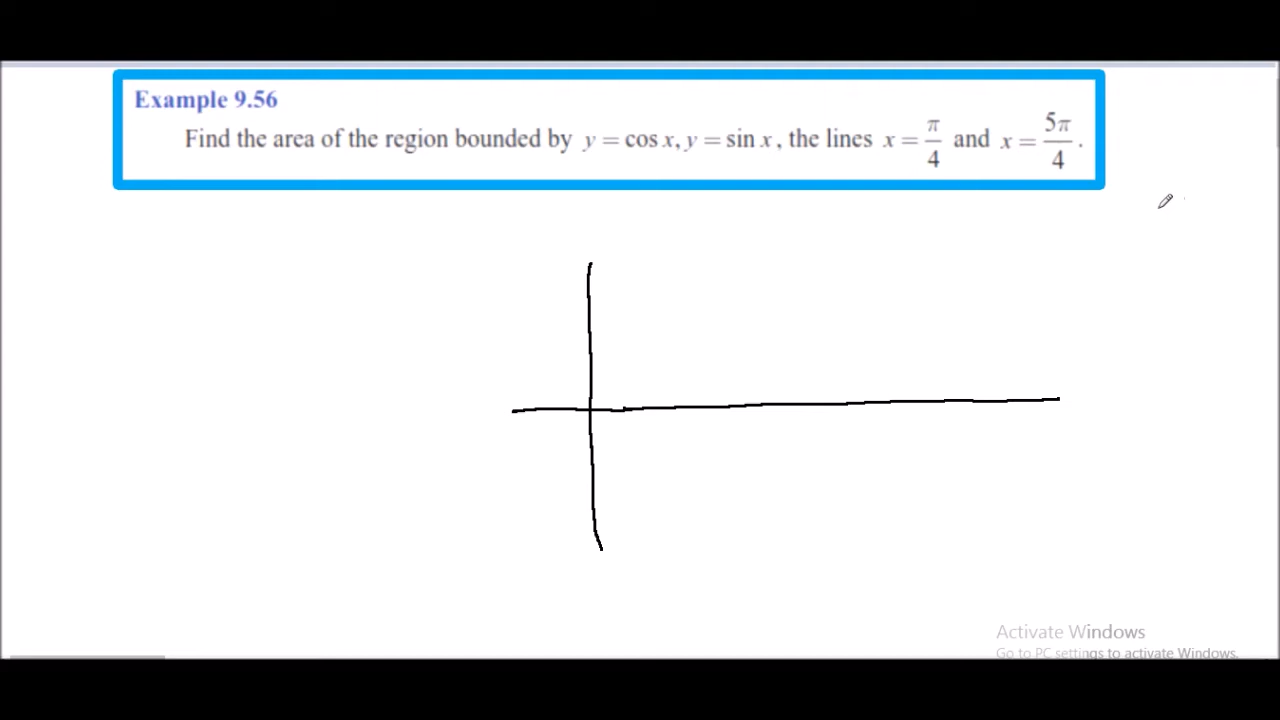 Example 9.56
Find the area of the region bounded by y = cos x, y = sin x, the lines x = π/4 and x = 5π/4.
Activate Windows
Go to PC settings to activate Windows.